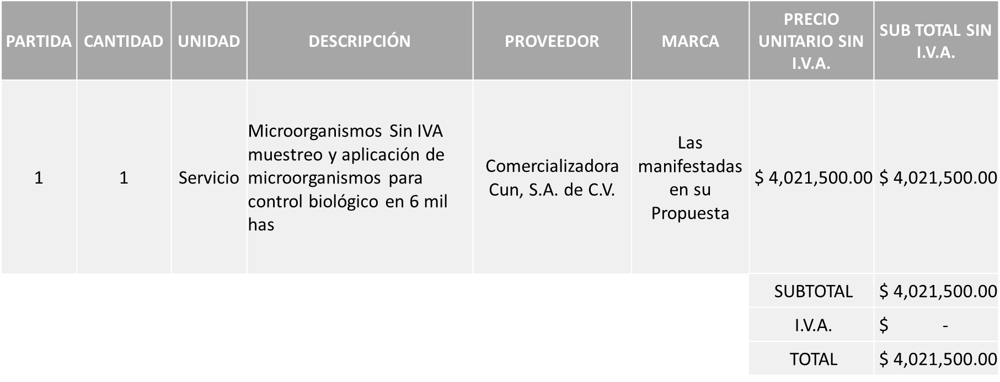 PARTIDA CANTIDAD UNIDAD DESCRIPCIÓN PROVEEDOR MARCA PRECIO UNITARIO SIN I.V.A. SUB TOTAL SIN I.V.A.
1 1 Servicio
Microorganismos Sin IVA
muestreo y aplicación de
microorganismos para
control biológico en 6 mil
has
Comercializadora
Cun, S.A. de C.V.
Las
manifestadas
en su
Propuesta
$ 4,021,500.00 $ 4,021,500.00
SUBTOTAL $ 4,021,500.00
I.V.A. $ -
TOTAL $ 4,021,500.00